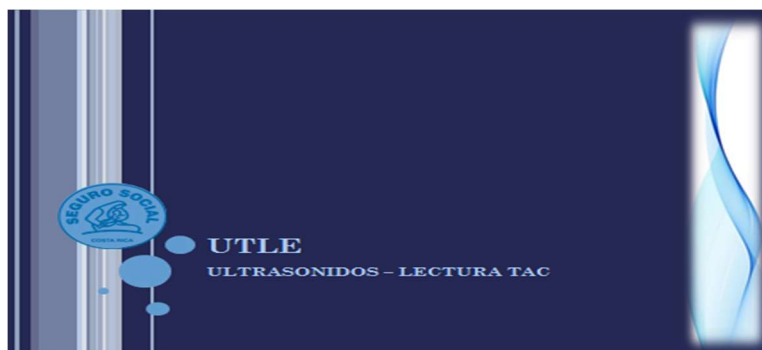 SEGURO SOCIAL
COSTA RICA
UTLE
ULTRASONIDOS – LECTURA TAC